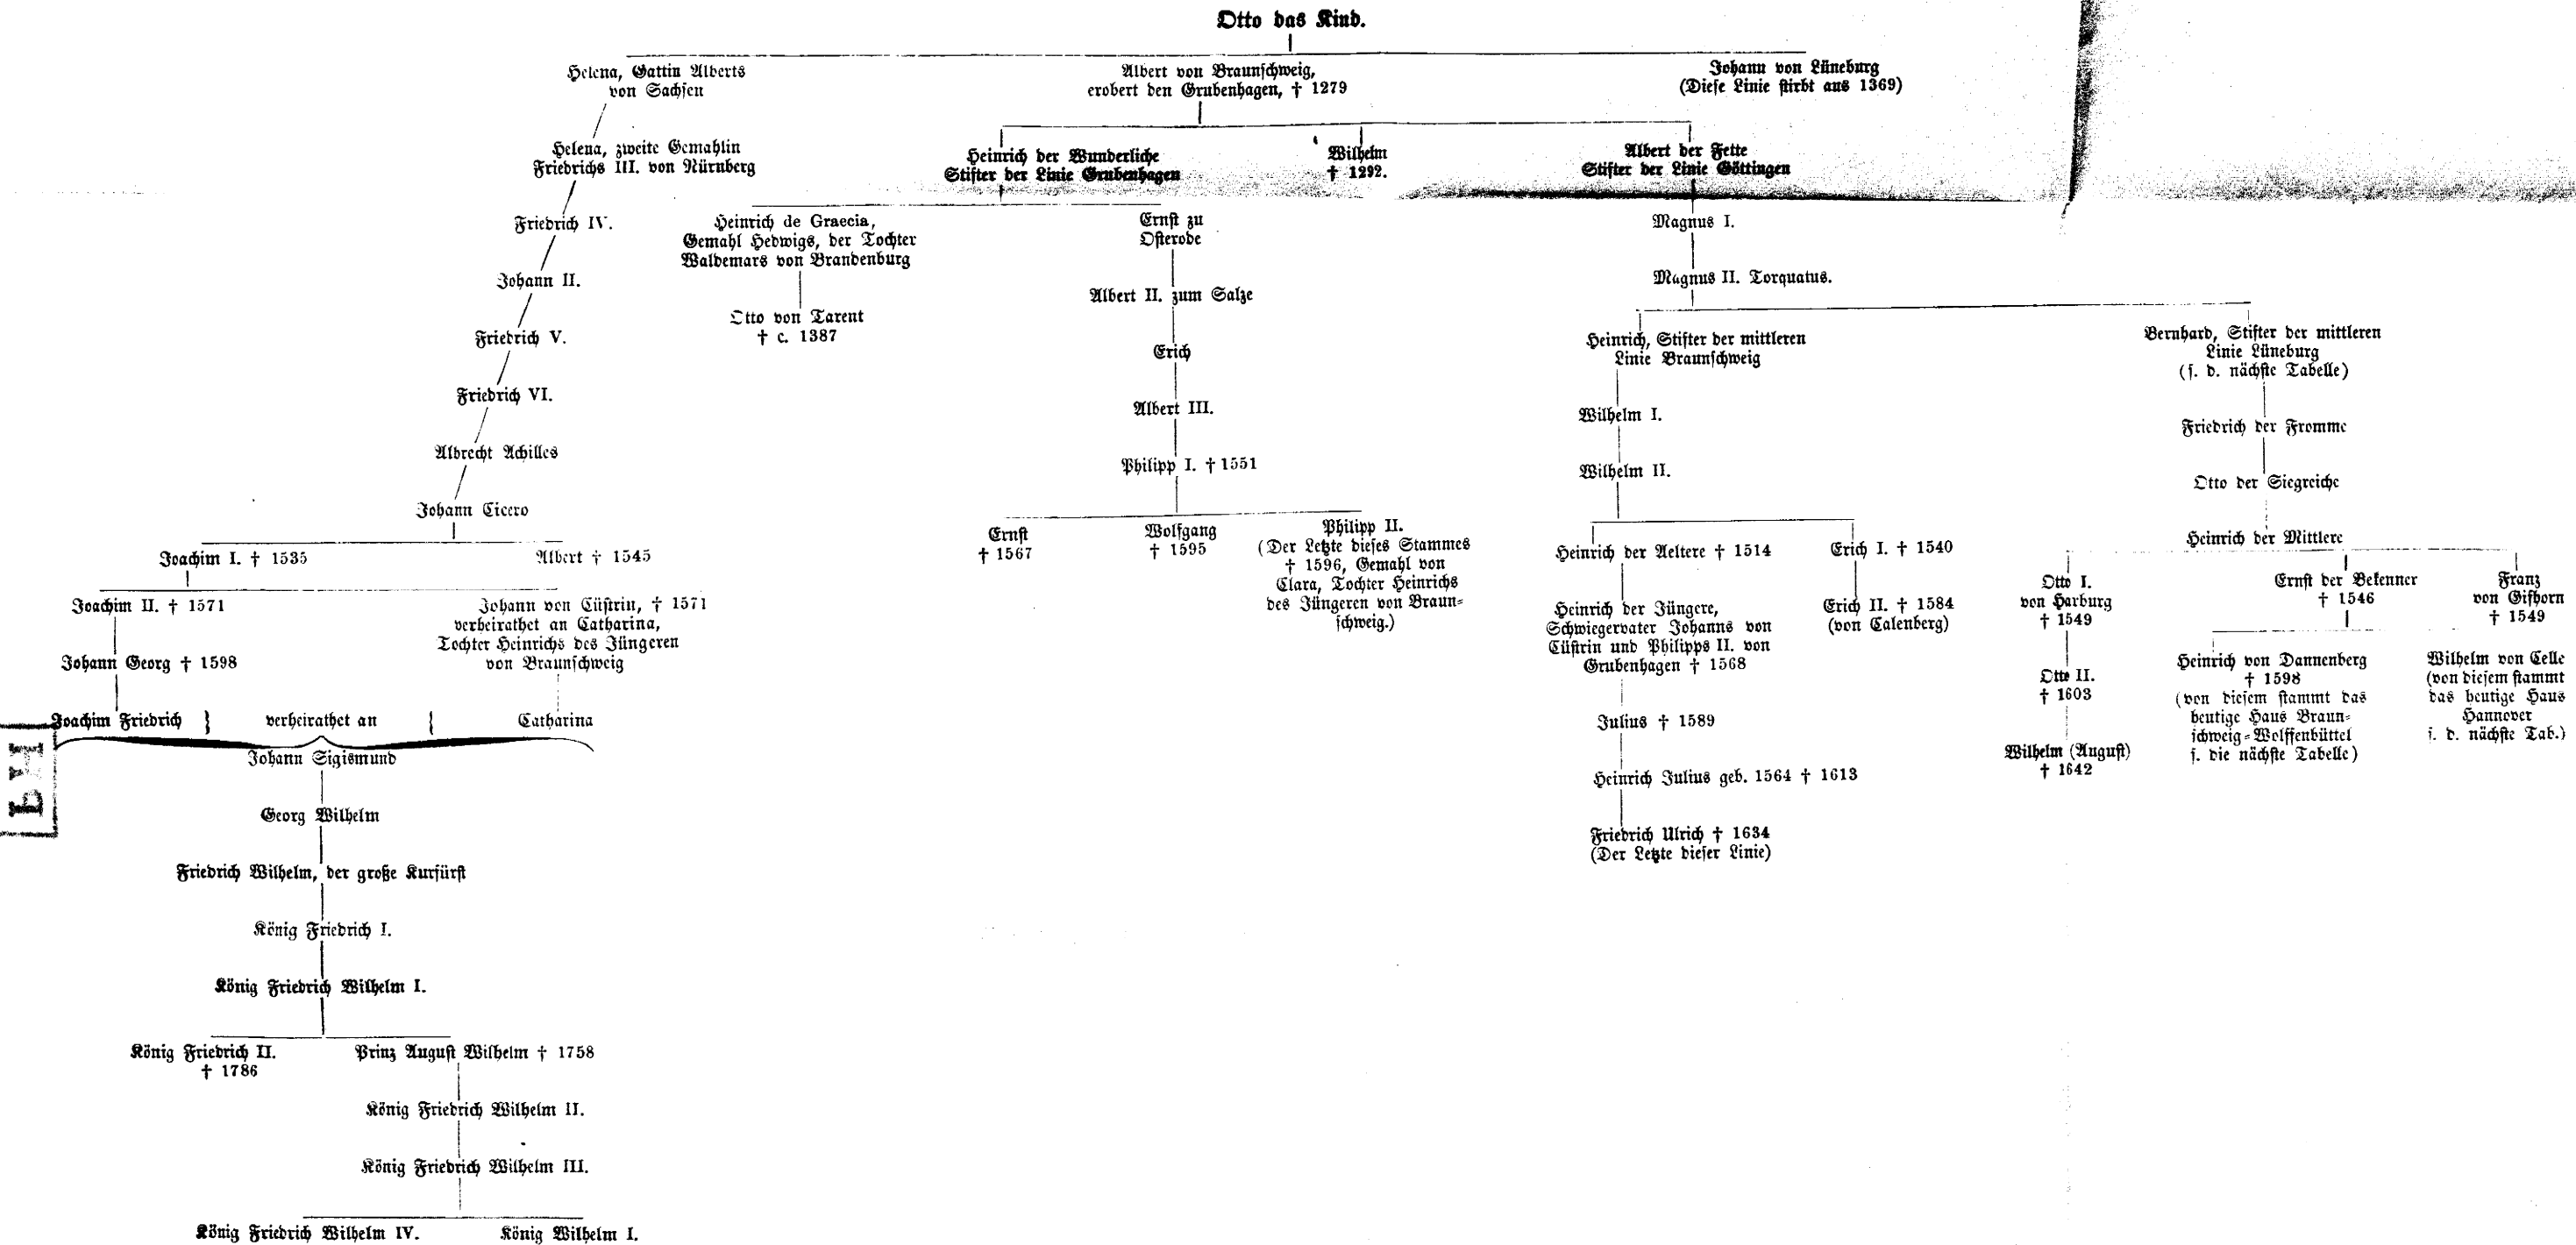 Otto das Kind.
Helena, Gattin Alberts
von Sachsen
Albert von Braunschweig,
erobert den Grubenhagen, † 1279
Johann von Lüneburg
(Diese Linie stirbt aus 1369)
Helena, zweite Gemahlin
Friedrichs III. von Nürnberg
Heinrich der Wunderliche
Stifter der Linie Grubenhagen
Wilhelm
† 1292.
Albert der Fette
Stifter der Linie Göttingen
Friedrich IV.
Heinrich de Graecia,
Gemahl Hedwigs, der Tochter
Waldemars von Brandenburg
Ernst zu
Osterode
Magnus I.
Johann II.
Albert II. zum Salze
Magnus II. Torquatus.
Friedrich V.
Otto von Tarent
† c. 1387
Erich
Heinrich, Stifter der mittleren
Linie Braunschweig
Bernhard, Stifter der mittleren
Linie Lüneburg
(s. d. nächste Tabelle)
Friedrich VI.
Albert III.
Wilhelm I.
Friedrich der Fromme
Albrecht Achilles
Philipp I. † 1551
Wilhelm II.
Otto der Siegreiche
Johann Cicero
Ernst
† 1567
Wolfgang
† 1595
Philipp II.
(Der Letzte dieses Stammes
† 1596, Gemahl von
Clara, Tochter Heinrichs
des Jüngeren von Braun-
schweig.)
Heinrich der Aeltere † 1514
Erich I. † 1540
Heinrich der Mittlere
Joachim I. † 1535
Albert † 1545
Otto I.
von Harburg
† 1549
Ernst der Bekenner
† 1546
Franz
von Gifhorn
† 1549
Joachim II. † 1571
Johann von Cüstrin, † 1571
verheirathet an Catharina,
Tochter Heinrichs des Jüngeren
von Braunschweig
Heinrich der Jüngere,
Schwiegervater Johanns von
Cüstrin und Philipps II. von
Grubenhagen † 1568
Erich II. † 1584
(von Calenberg)
Johann Georg † 1598
Otto II.
† 1603
Heinrich von Dannenberg
† 1598
(von diesem stammt das
heutige Haus Braun-
schweig-Wolffenbüttel
s. die nächste Tabelle)
Wilhelm von Celle
(von diesem stammt
das heutige Haus
Hannover
s. d. nächste Tab.)
Joachim Friedrich } verheirathet an { Catharina
Julius † 1589
Johann Sigismund
Wilhelm (August)
† 1642
Heinrich Julius geb. 1564 † 1613
Georg Wilhelm
Friedrich Ulrich † 1634
(Der Letzte dieser Linie)
Friedrich Wilhelm, der große Kurfürst
König Friedrich I.
König Friedrich Wilhelm I.
König Friedrich II.
† 1786
Prinz August Wilhelm † 1758
König Friedrich Wilhelm II.
König Friedrich Wilhelm III.
König Friedrich Wilhelm IV.
König Wilhelm I.